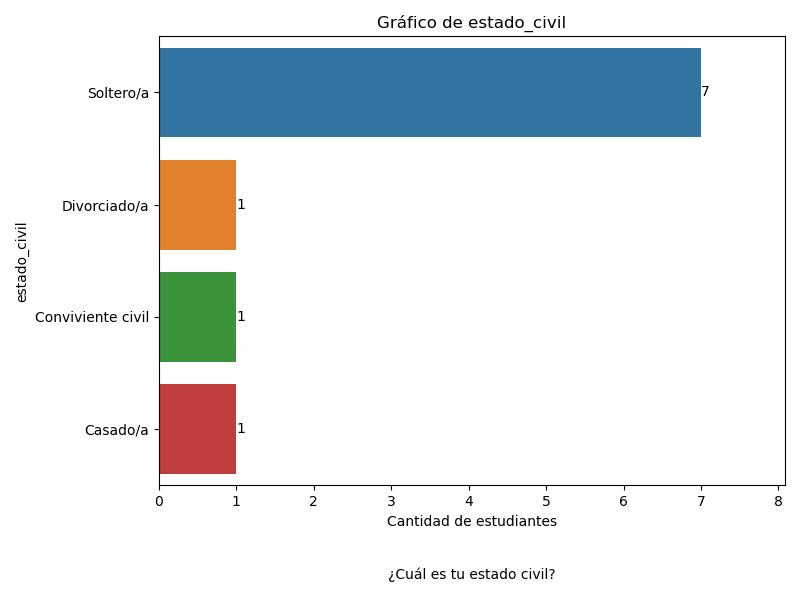 Gráfico de estado_civil
estado_civil
Soltero/a
7
Divorciado/a
1
Conviviente civil
1
Casado/a
1
0 1 2 3 4 5 6 7 8
Cantidad de estudiantes
¿Cuál es tu estado civil?